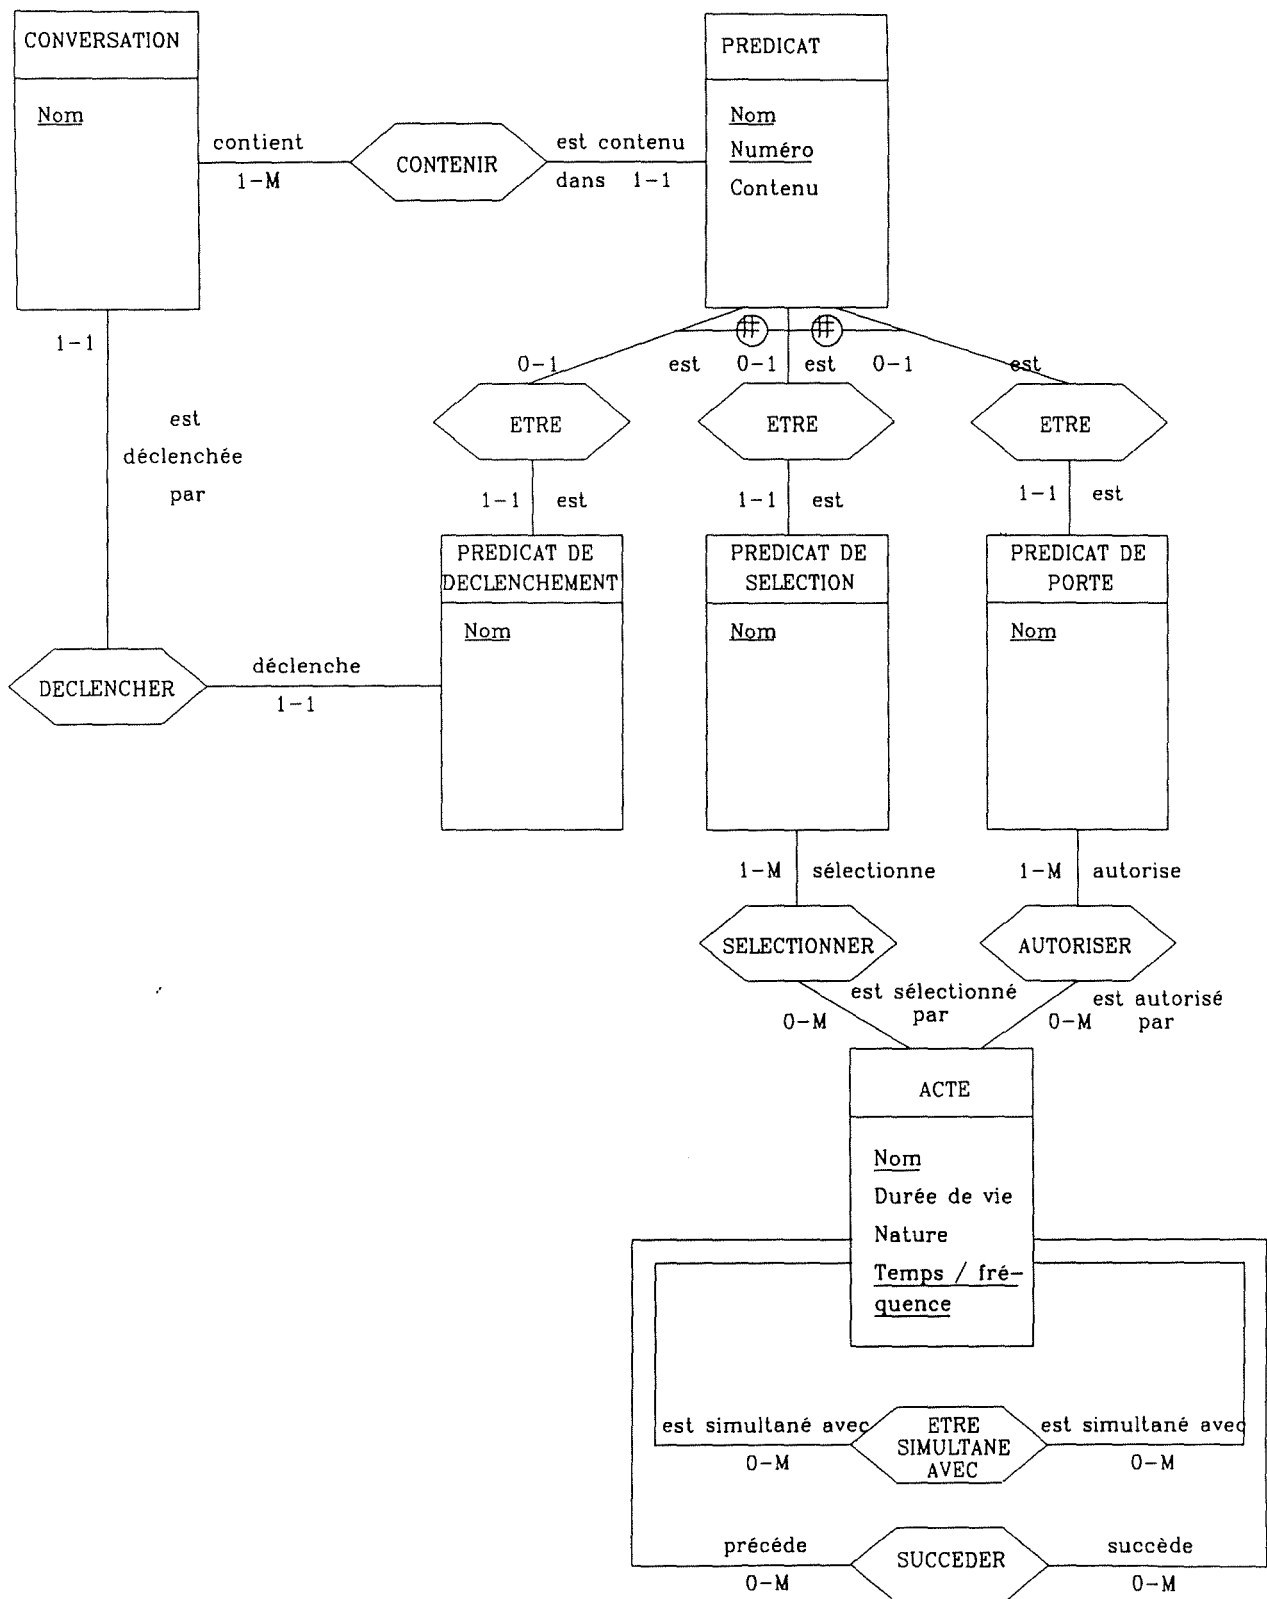 CONVERSATION
Nom
contient
1-M
CONTENIR
est contenu
dans 1-1
PREDICAT
Nom
Numéro
Contenu
1-1
est
déclenchée
par
0-1
est
0-1
est
0-1
est
#
#
ETRE
ETRE
ETRE
1-1 est
1-1 est
1-1 est
PREDICAT DE
DECLENCHEMENT
Nom
PREDICAT DE
SELECTION
Nom
PREDICAT DE
PORTE
Nom
DECLENCHER
déclenche
1-1
1-M sélectionne
1-M autorise
SELECTIONNER
AUTORISER
est sélectionné
par
0-M
est autorisé
par
0-M
ACTE
Nom
Durée de vie
Nature
Temps / fré-
quence
est simultané avec
0-M
ETRE
SIMULTANE
AVEC
est simultané avec
0-M
précéde
0-M
SUCCEDER
succède
0-M